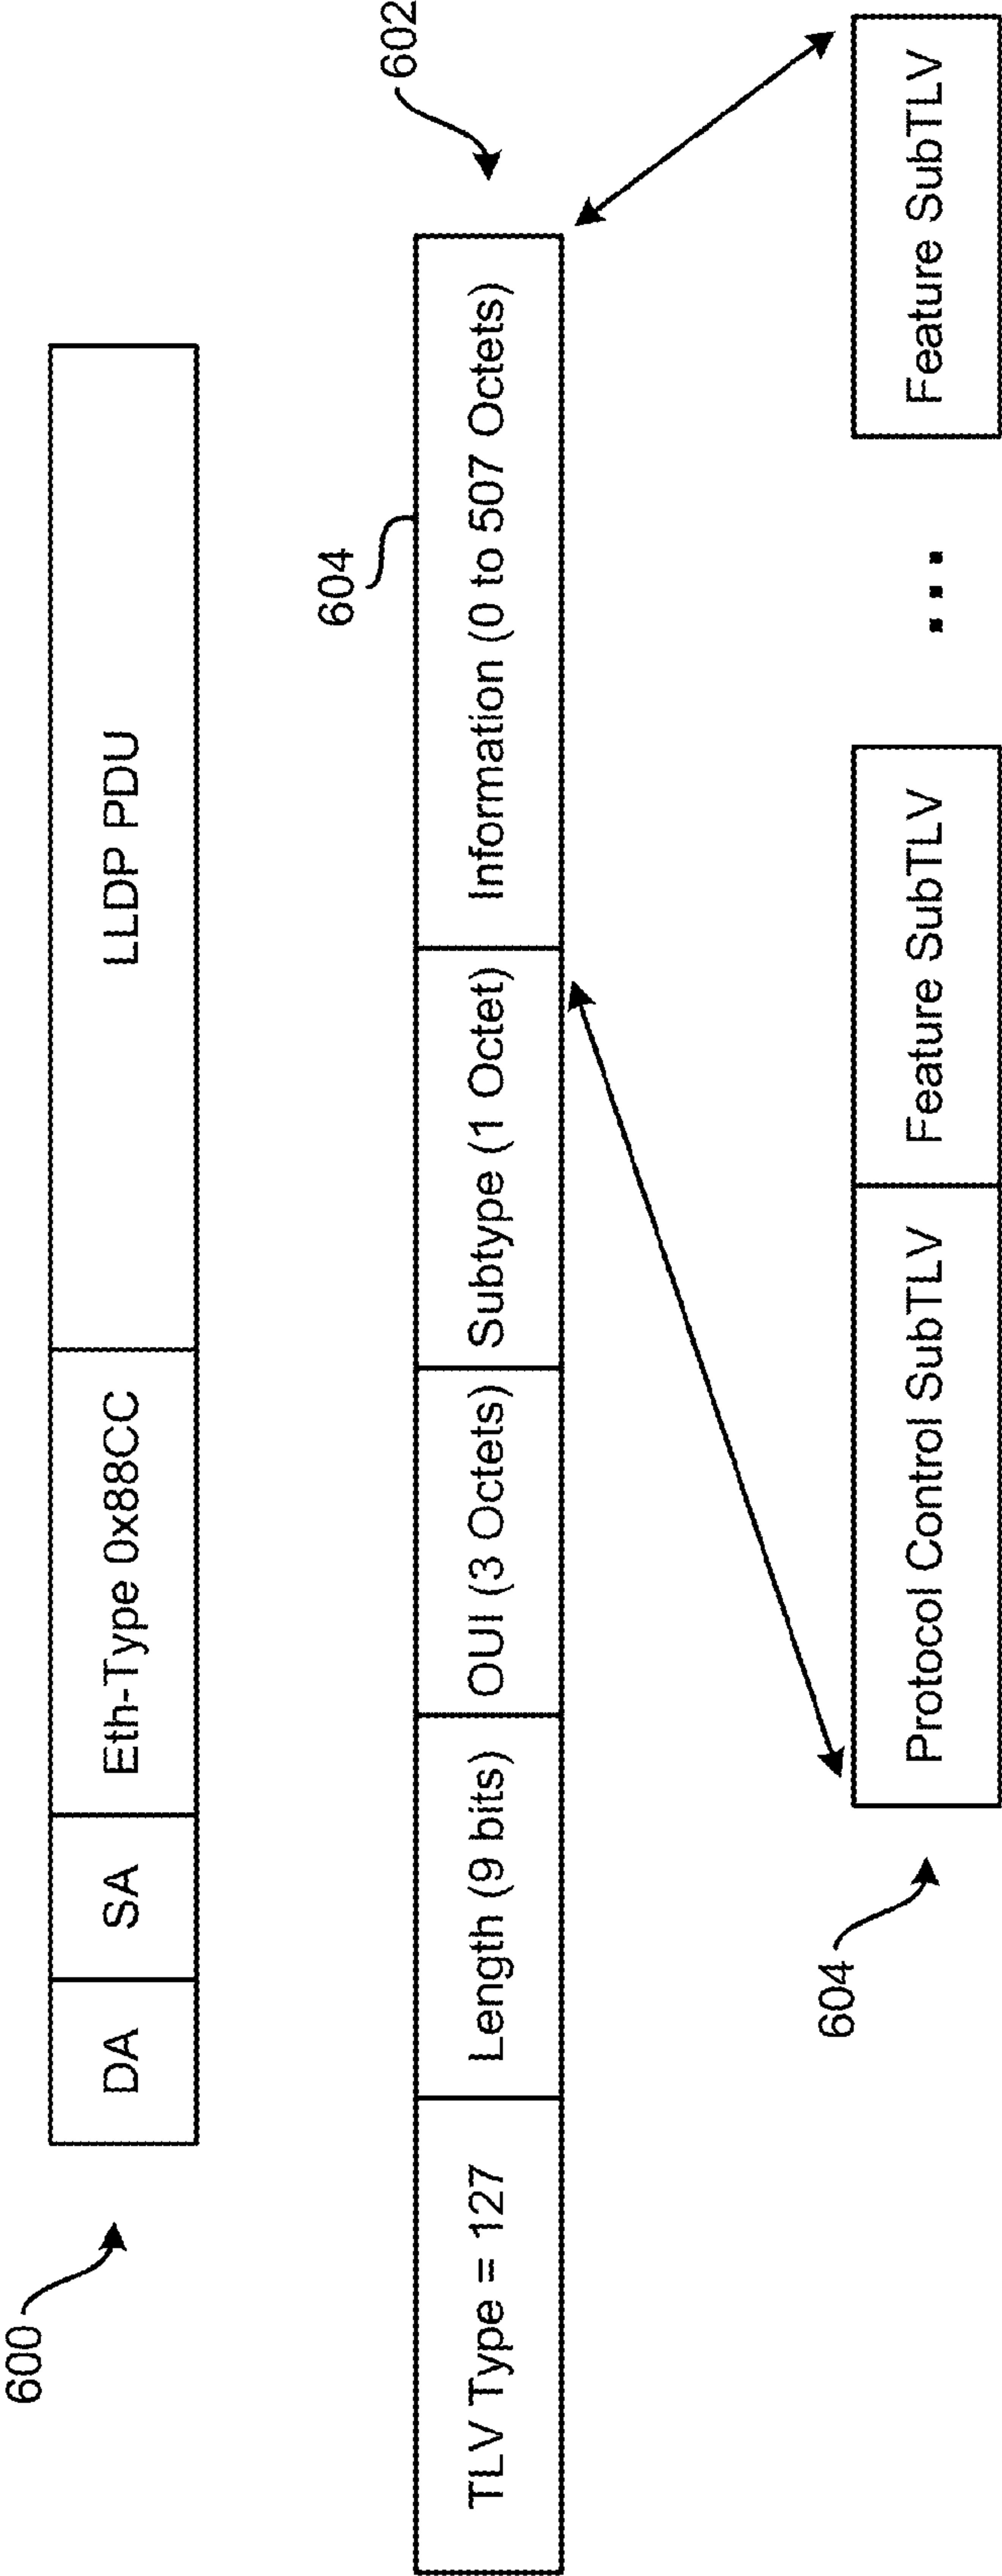 600
DA
SA
Eth-Type 0x88CC
LLDP PDU
602
604
TLV Type = 127
Length (9 bits)
OUI (3 Octets)
Subtype (1 Octet)
Information (0 to 507 Octets)
604
Protocol Control SubTLV
Feature SubTLV
...
Feature SubTLV